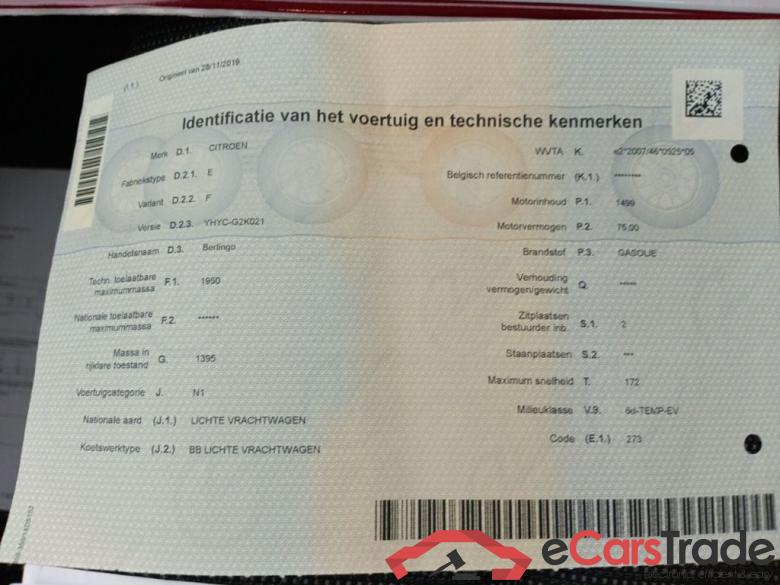 (I.1.) Origineel van 28/11/2019
Identificatie van het voertuig en technische kenmerken
Merk D.1. CITROEN
Fabriekstype D.2.1. E
Variant D.2.2. F
Versie D.2.3. YHYC-G2K021
Handelsnaam D.3. Berlingo
Techn. toelaatbare
maximummassa F.1. 1950
Nationale toelaatbare
maximummassa F.2. ******
Massa in
rijklare toestand G. 1395
Voertuigcategorie J. N1
Nationale aard (J.1.) LICHTE VRACHTWAGEN
Koetswerktype (J.2.) BB LICHTE VRACHTWAGEN
WVTA K. e2*2007/46*0625*05
Belgisch referentienummer (K.1.) ********
Motorinhoud P.1. 1499
Motorvermogen P.2. 75.00
Brandstof P.3. GASOLIE
Verhouding
vermogen/gewicht Q. *****
Zitplaatsen
bestuurder inb. S.1. 2
Staanplaatsen S.2. ***
Maximum snelheid T. 172
Milieuklasse V.9. 6d-TEMP-EV
Code (E.1.) 273
eCarsTrade